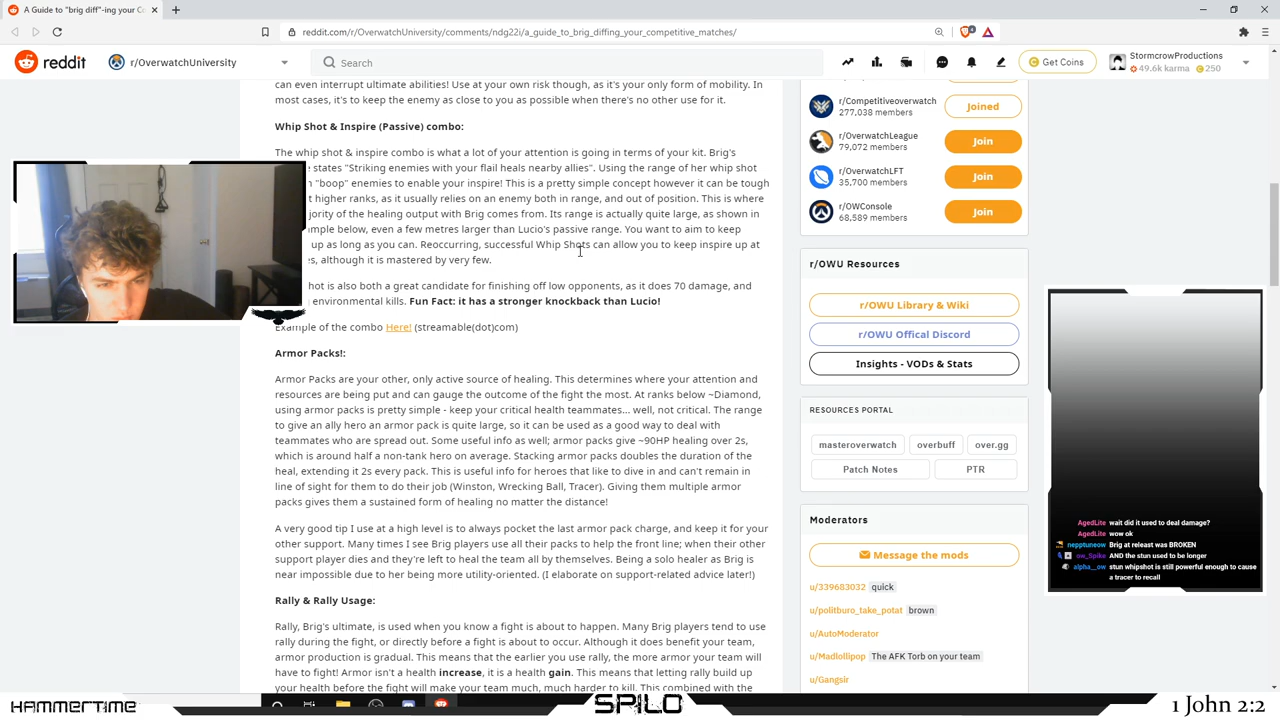 A Guide to "brig diff"-ing your C
reddit.com/r/OverwatchUniversity/comments/ndg22i/a_guide_to_brig_diffing_your_competitive_matches/
reddit
r/OverwatchUniversity
Search
Get Coins
StormcrowProductions
49.6k karma
250
can even interrupt ultimate abilities! Use at your own risk though, as it's your only form of mobility. In
most cases, it's to keep the enemy as close to you as possible when there's no other use for it.
Whip Shot & Inspire (Passive) combo:
The whip shot & inspire combo is what a lot of your attention is going in terms of your kit. Brig's
e states "Striking enemies with your flail heals nearby allies". Using the range of her whip shot
n "boop" enemies to enable your inspire! This is a pretty simple concept however it can be tough
t higher ranks, as it usually relies on an enemy both in range, and out of position. This is where
jority of the healing output with Brig comes from. Its range is actually quite large, as shown in
ample below, even a few metres larger than Lucio's passive range. You want to aim to keep
up as long as you can. Reoccurring, successful Whip Shots can allow you to keep inspire up at
es, although it is mastered by very few.
hot is also both a great candidate for finishing off low opponents, as it does 70 damage, and
environmental kills. Fun Fact: it has a stronger knockback than Lucio!
Example of the combo Here! (streamable(dot)com)
Armor Packs!:
Armor Packs are your other, only active source of healing. This determines where your attention and
resources are being put and can gauge the outcome of the fight the most. At ranks below ~Diamond,
using armor packs is pretty simple - keep your critical health teammates... well, not critical. The range
to give an ally hero an armor pack is quite large, so it can be used as a good way to deal with
teammates who are spread out. Some useful info as well; armor packs give ~90HP healing over 2s,
which is around half a non-tank hero on average. Stacking armor packs doubles the duration of the
heal, extending it 2s every pack. This is useful info for heroes that like to dive in and can't remain in
line of sight for them to do their job (Winston, Wrecking Ball, Tracer). Giving them multiple armor
packs gives them a sustained form of healing no matter the distance!
A very good tip I use at a high level is to always pocket the last armor pack charge, and keep it for your
other support. Many times I see Brig players use all their packs to help the front line; when their other
support player dies and they're left to heal the team all by themselves. Being a solo healer as Brig is
near impossible due to her being more utility-oriented. (I elaborate on support-related advice later!)
Rally & Rally Usage:
Rally, Brig's ultimate, is used when you know a fight is about to happen. Many Brig players tend to use
rally during the fight, or directly before a fight is about to occur. Although it does benefit your team,
armor production is gradual. This means that the earlier you use rally, the more armor your team will
have to fight! Armor isn't a health increase, it is a health gain. This means that letting rally build up
your health before the fight will make your team much, much harder to kill. This combined with the
r/Competitiveoverwatch
277,038 members
Joined
r/OverwatchLeague
79,072 members
Join
r/OverwatchLFT
35,700 members
Join
r/OWConsole
68,589 members
Join
r/OWU Resources
r/OWU Library & Wiki
r/OWU Offical Discord
Insights - VODs & Stats
RESOURCES PORTAL
masteroverwatch
overbuff
over.gg
Patch Notes
PTR
Moderators
Message the mods
u/339683032 quick
u/politburo_take_potat brown
u/AutoModerator
u/Madlollipop The AFK Torb on your team
u/Gangsir
AgedLite wait did it used to deal damage?
AgedLite wow ok
nepptuneow Brig at releast was BROKEN
ow_Spike AND the stun used to be longer
alpha__ow stun whipshot is still powerful enough to cause
a tracer to recall
HAMMERTIME
SPILO
1 John 2:2